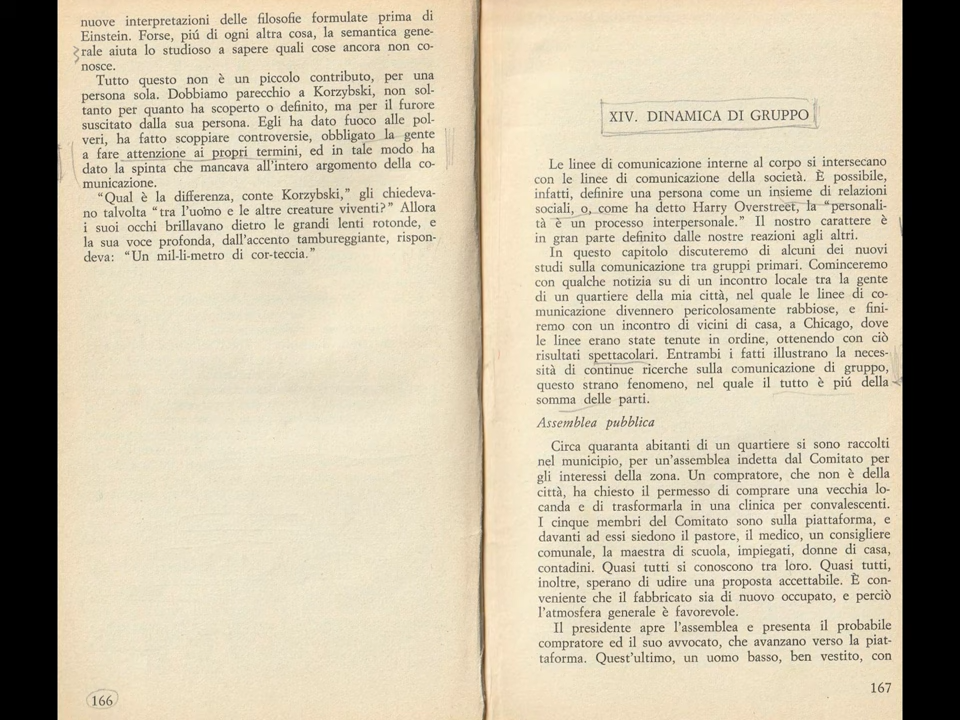 nuove interpretazioni delle filosofie formulate prima di
Einstein. Forse, piú di ogni altra cosa, la semantica gene-
rale aiuta lo studioso a sapere quali cose ancora non co-
nosce.
Tutto questo non è un piccolo contributo, per una
persona sola. Dobbiamo parecchio a Korzybski, non sol-
tanto per quanto ha scoperto o definito, ma per il furore
suscitato dalla sua persona. Egli ha dato fuoco alle pol-
veri, ha fatto scoppiare controversie, obbligato la gente
a fare attenzione ai propri termini, ed in tale modo ha
dato la spinta che mancava all'intero argomento della co-
municazione.
"Qual è la differenza, conte Korzybski," gli chiedeva-
no talvolta "tra l'uomo e le altre creature viventi?" Allora
i suoi occhi brillavano dietro le grandi lenti rotonde, e
la sua voce profonda, dall'accento tambureggiante, rispon-
deva: "Un mil-li-metro di cor-teccia."
166
XIV. DINAMICA DI GRUPPO
Le linee di comunicazione interne al corpo si intersecano
con le linee di comunicazione della società. È possibile,
infatti, definire una persona come un insieme di relazioni
sociali, o, come ha detto Harry Overstreet, la "personali-
tà è un processo interpersonale." Il nostro carattere è
in gran parte definito dalle nostre reazioni agli altri.
In questo capitolo discuteremo di alcuni dei nuovi
studi sulla comunicazione tra gruppi primari. Cominceremo
con qualche notizia su di un incontro locale tra la gente
di un quartiere della mia città, nel quale le linee di co-
municazione divennero pericolosamente rabbiose, e fini-
remo con un incontro di vicini di casa, a Chicago, dove
le linee erano state tenute in ordine, ottenendo con ciò
risultati spettacolari. Entrambi i fatti illustrano la neces-
sità di continue ricerche sulla comunicazione di gruppo,
questo strano fenomeno, nel quale il tutto è piú della
somma delle parti.
Assemblea pubblica
Circa quaranta abitanti di un quartiere si sono raccolti
nel municipio, per un'assemblea indetta dal Comitato per
gli interessi della zona. Un compratore, che non è della
città, ha chiesto il permesso di comprare una vecchia lo-
canda e di trasformarla in una clinica per convalescenti.
I cinque membri del Comitato sono sulla piattaforma, e
davanti ad essi siedono il pastore, il medico, un consigliere
comunale, la maestra di scuola, impiegati, donne di casa,
contadini. Quasi tutti si conoscono tra loro. Quasi tutti,
inoltre, sperano di udire una proposta accettabile. È con-
veniente che il fabbricato sia di nuovo occupato, e perciò
l'atmosfera generale è favorevole.
Il presidente apre l'assemblea e presenta il probabile
compratore ed il suo avvocato, che avanzano verso la piat-
taforma. Quest'ultimo, un uomo basso, ben vestito, con
167